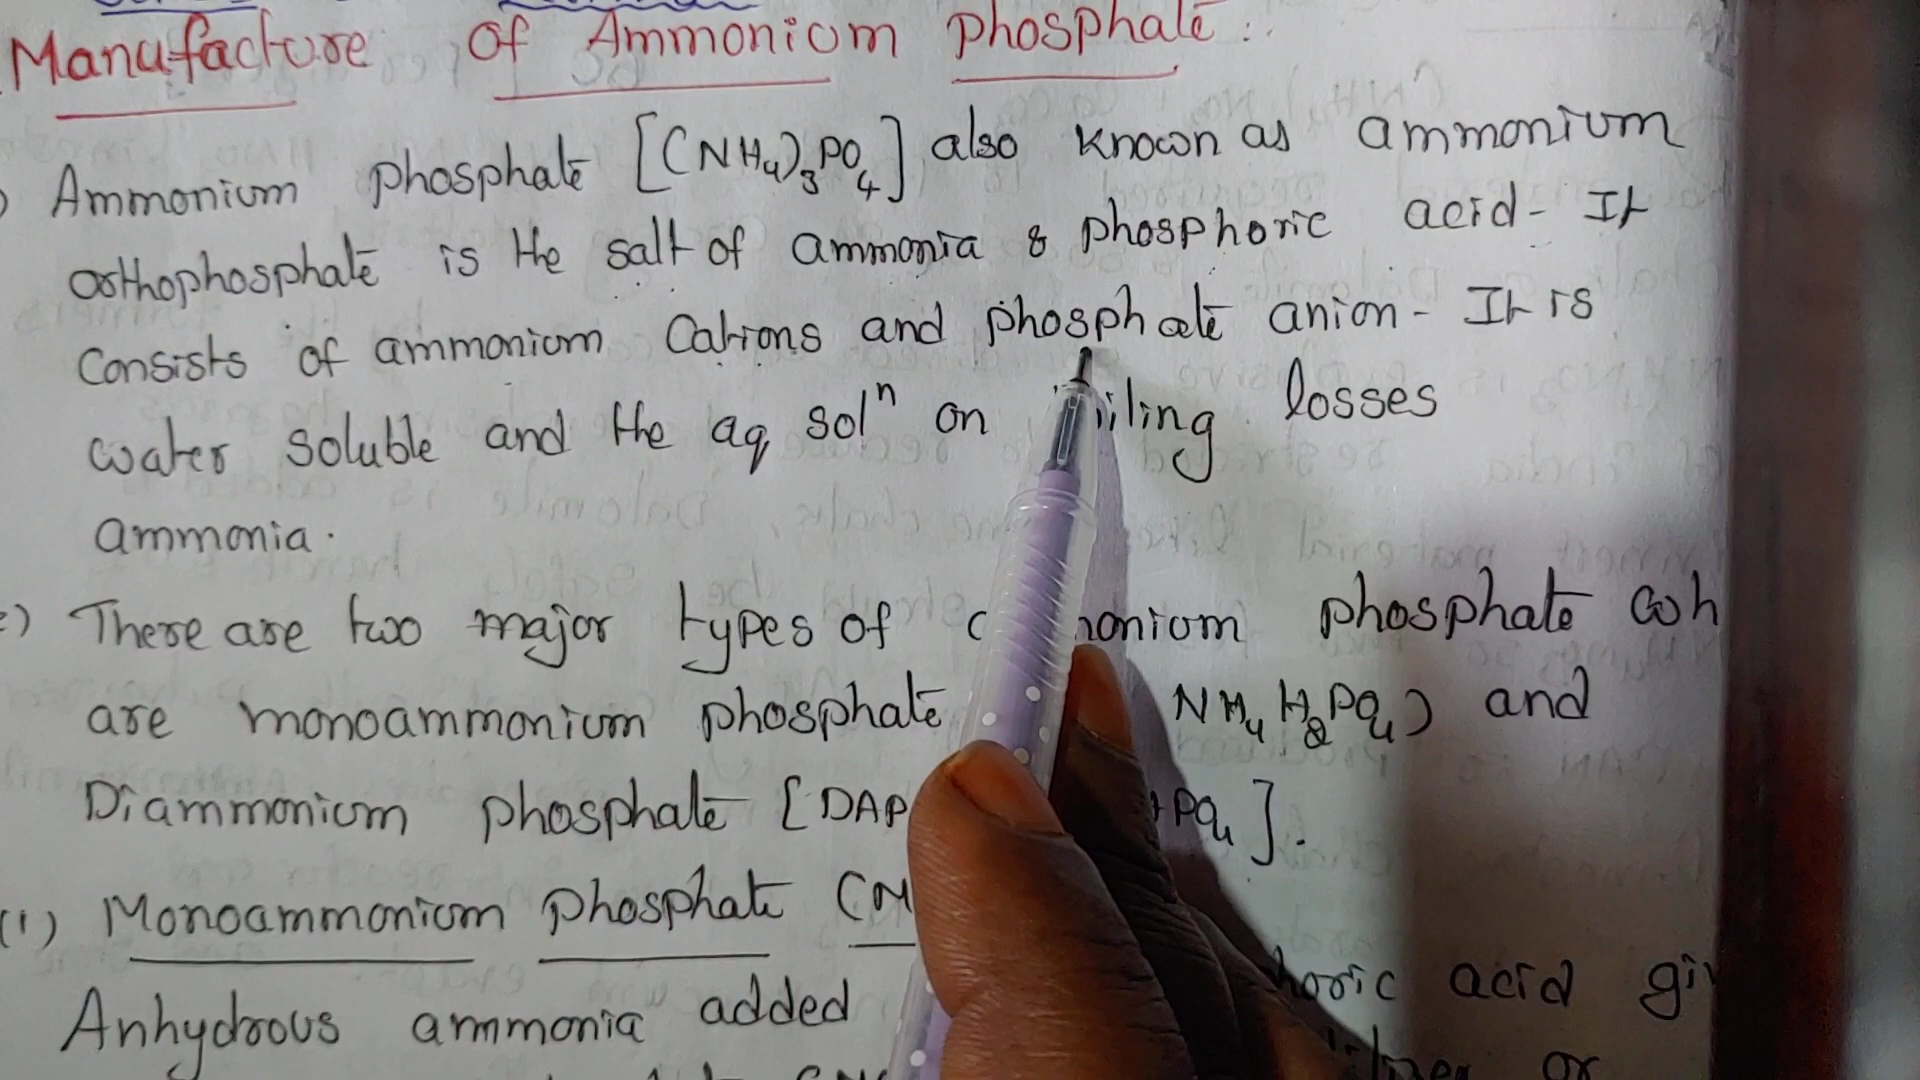 Manufacture of Ammonium phosphate :
Ammonium phosphate [(NH4)3PO4] also known as ammonium
orthophosphate is the salt of ammonia & phosphoric acid. It
consists of ammonium cations and phosphate anion. It is
water soluble and the aq solⁿ on losses
ammonia.
There are two major types of phosphate
are monoammonium phosphate NH4H2PO4) and
Diammonium phosphate [DAP PO4].
(1) Monoammonium phosphate
Anhydrous ammonia added acid
or